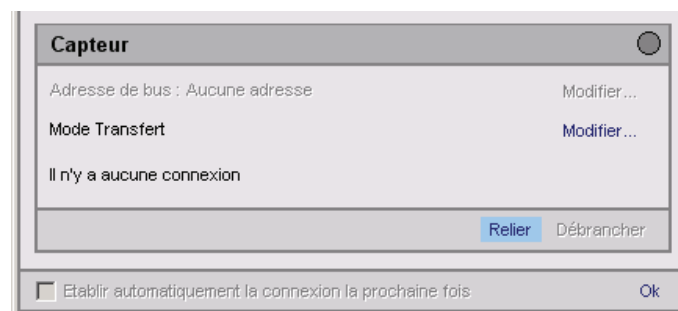 Capteur
Adresse de bus : Aucune adresse Modifier...
Mode Transfert Modifier...
Il n'y a aucune connexion
Relier Débrancher
Etablir automatiquement la connexion la prochaine fois Ok